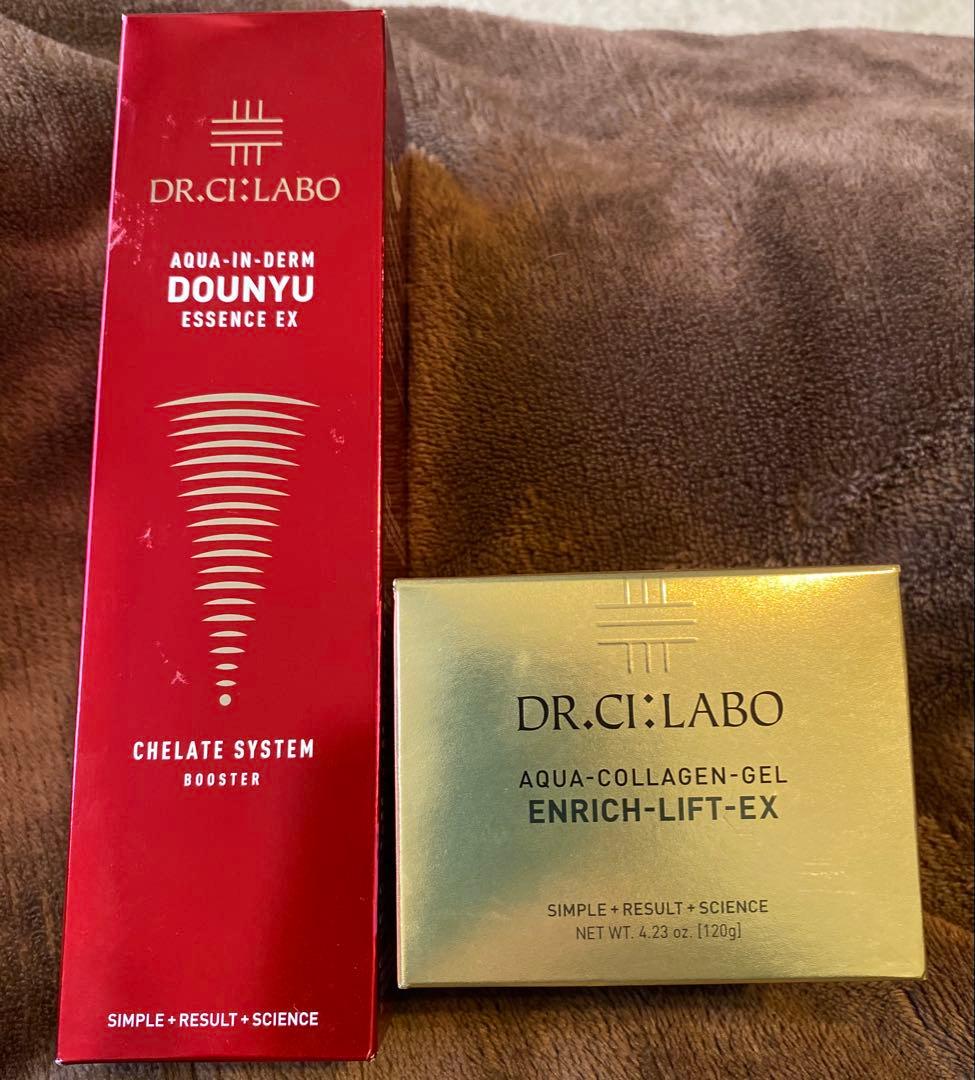 DR.CI:LABO
AQUA-IN-DERM
DOUNYU
ESSENCE EX
CHELATE SYSTEM
BOOSTER
SIMPLE+RESULT+SCIENCE
DR.CI:LABO
AQUA-COLLAGEN-GEL
ENRICH-LIFT-EX
SIMPLE+RESULT+SCIENCE
NET WT. 4.23 oz. [120g]